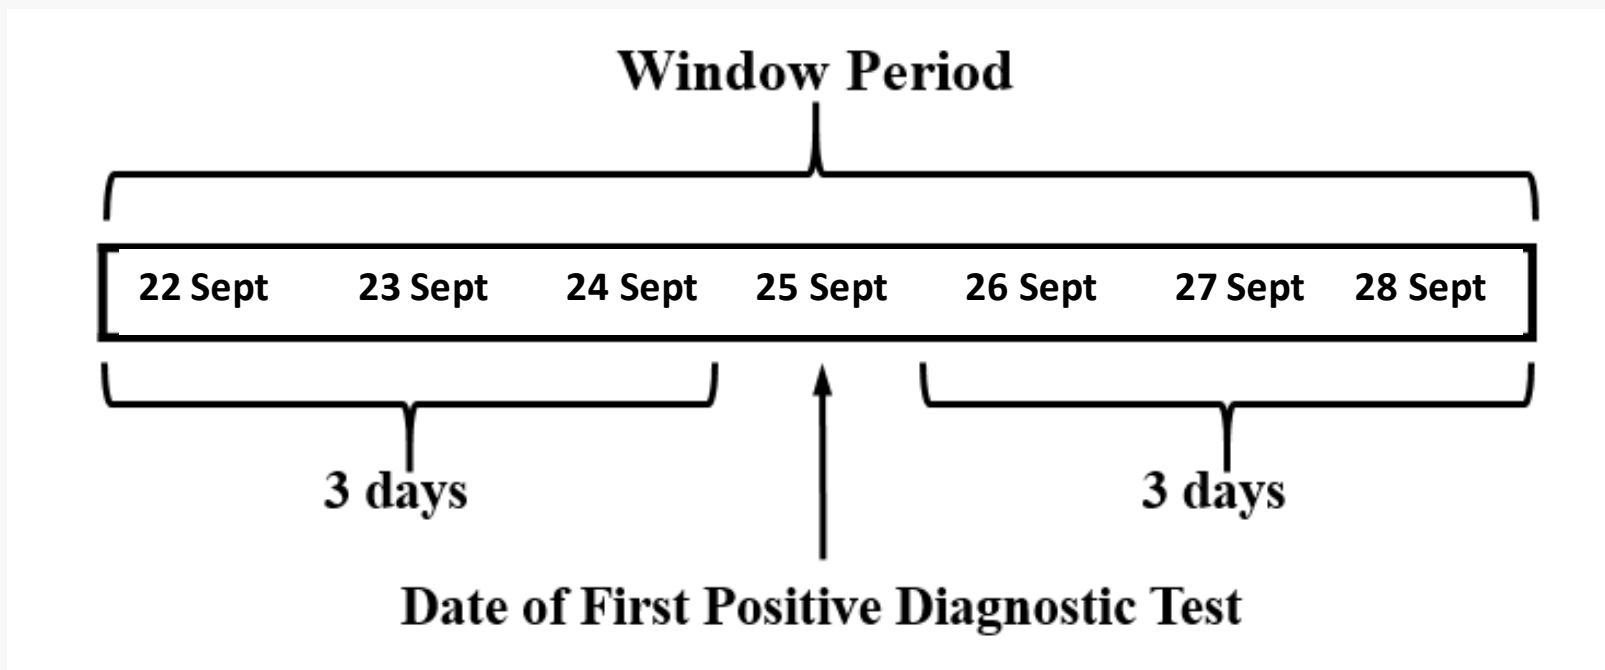 Window Period
22 Sept 23 Sept 24 Sept 25 Sept 26 Sept 27 Sept 28 Sept
3 days 3 days
Date of First Positive Diagnostic Test